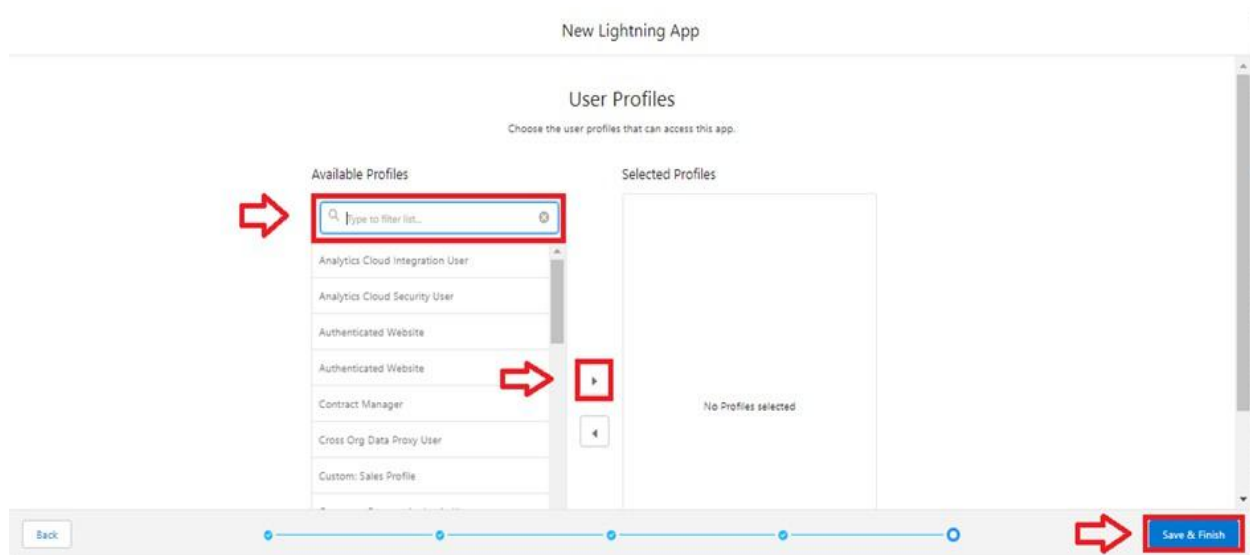 New Lightning App
User Profiles
Choose the user profiles that can access this app.
Available Profiles
Selected Profiles
Type to filter list...
Analytics Cloud Integration User
Analytics Cloud Security User
Authenticated Website
Authenticated Website
Contract Manager
Cross Org Data Proxy User
Custom: Sales Profile
No Profiles selected
Back
Save & Finish